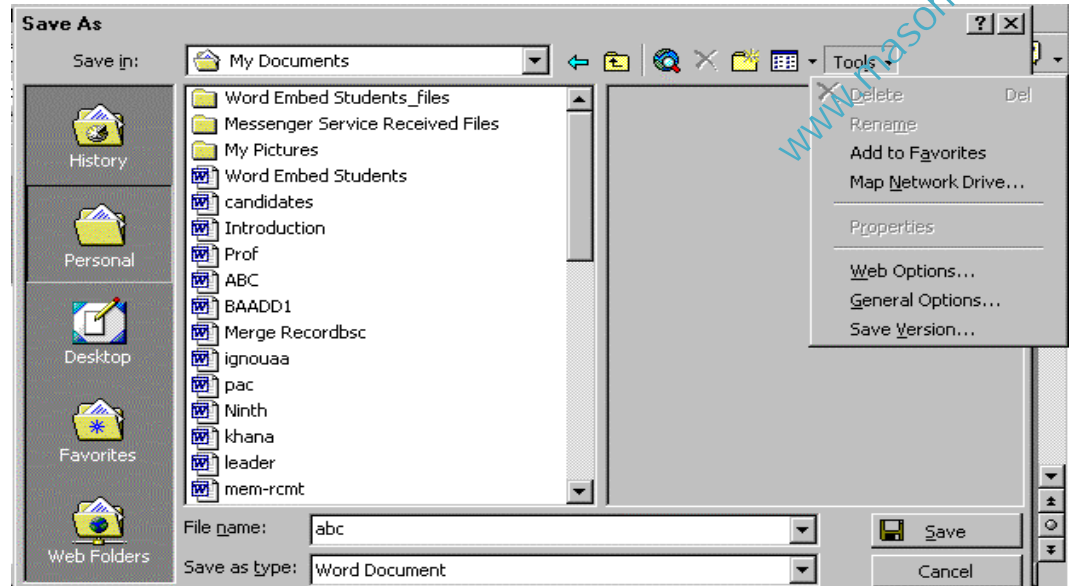 Save As
Save in: My Documents Tools
History
Personal
Desktop
Favorites
Web Folders
Word Embed Students_files
Messenger Service Received Files
My Pictures
Word Embed Students
candidates
Introduction
Prof
ABC
BAADD1
Merge Recordbsc
ignouaa
pac
Ninth
khana
leader
mem-rcmt
Delete Del
Rename
Add to Favorites
Map Network Drive...
Properties
Web Options...
General Options...
Save Version...
File name: abc Save
Save as type: Word Document Cancel